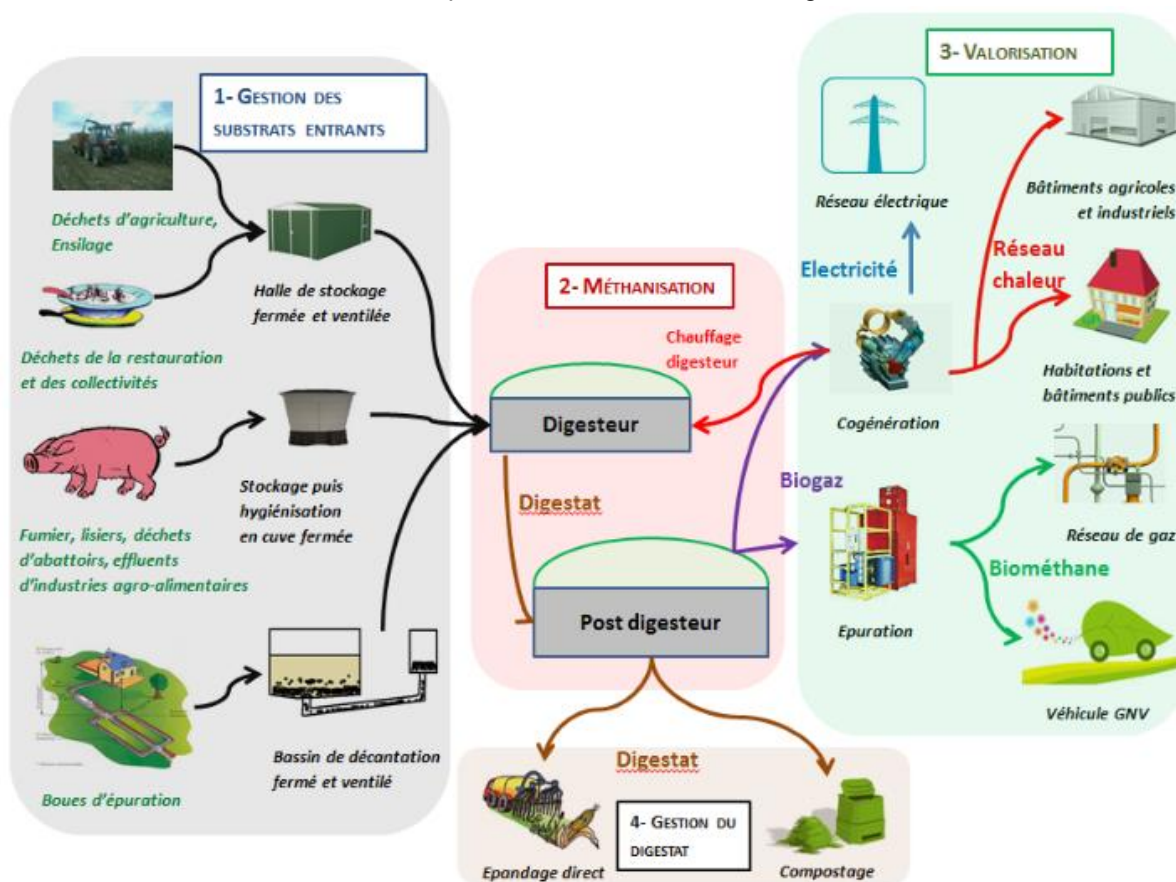 1- GESTION DES
SUBSTRATS ENTRANTS
Déchets d'agriculture,
Ensilage
Halle de stockage
fermée et ventilée
Déchets de la restauration
et des collectivités
Stockage puis
hygiénisation
en cuve fermée
Fumier, lisiers, déchets
d'abattoirs, effluents
d'industries agro-alimentaires
Bassin de décantation
fermé et ventilé
Boues d'épuration
2- MÉTHANISATION
Chauffage
digesteur
Digesteur
Digestat
Biogaz
Post digesteur
3- VALORISATION
Réseau électrique
Bâtiments agricoles
et industriels
Electricité
Réseau
chaleur
Cogénération
Habitations et
bâtiments publics
Réseau de gaz
Biométhane
Epuration
Véhicule GNV
Digestat
4- GESTION DU
DIGESTAT
Epandage direct
Compostage